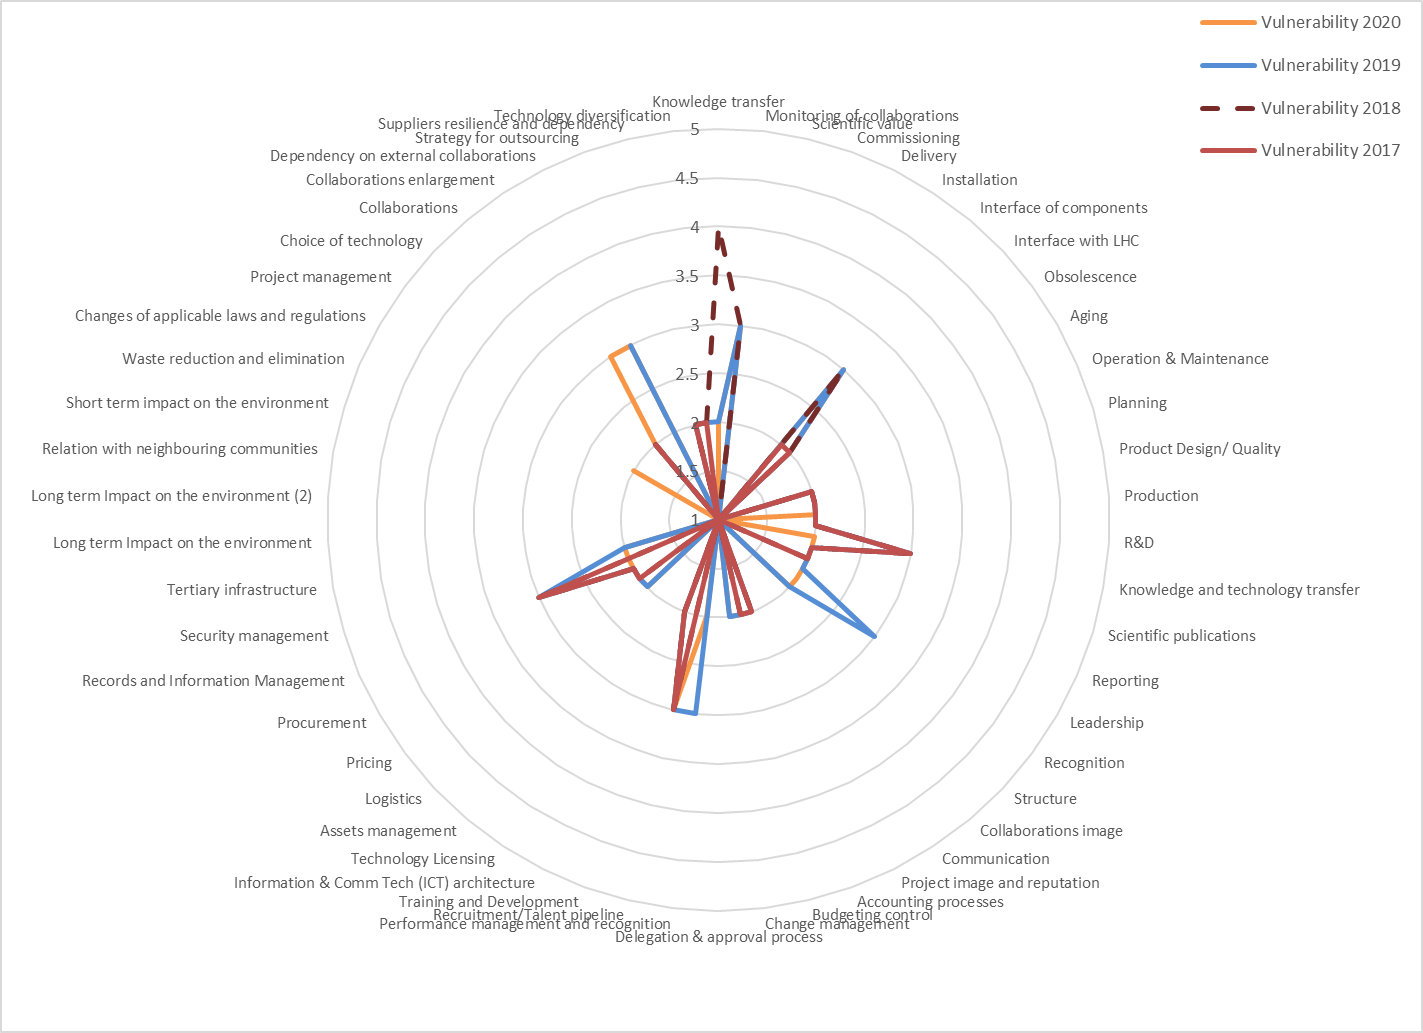 Vulnerability 2020
Vulnerability 2019
Vulnerability 2018
Vulnerability 2017
Knowledge transfer
Monitoring of collaborations
Scientific value
Commissioning
Delivery
Installation
Interface of components
Interface with LHC
Obsolescence
Aging
Operation & Maintenance
Planning
Product Design/ Quality
Production
R&D
Knowledge and technology transfer
Scientific publications
Reporting
Leadership
Recognition
Structure
Collaborations image
Communication
Project image and reputation
Accounting processes
Budgeting control
Change management
Delegation & approval process
Performance management and recognition
Recruitment/Talent pipeline
Training and Development
Information & Comm Tech (ICT) architecture
Technology Licensing
Assets management
Logistics
Pricing
Procurement
Records and Information Management
Security management
Tertiary infrastructure
Long term Impact on the environment
Long term Impact on the environment (2)
Relation with neighbouring communities
Short term impact on the environment
Waste reduction and elimination
Changes of applicable laws and regulations
Project management
Choice of technology
Collaborations
Collaborations enlargement
Dependency on external collaborations
Strategy for outsourcing
Suppliers resilience and dependency
Technology diversification
5
4.5
4
3.5
3
2.5
2
1.5
1